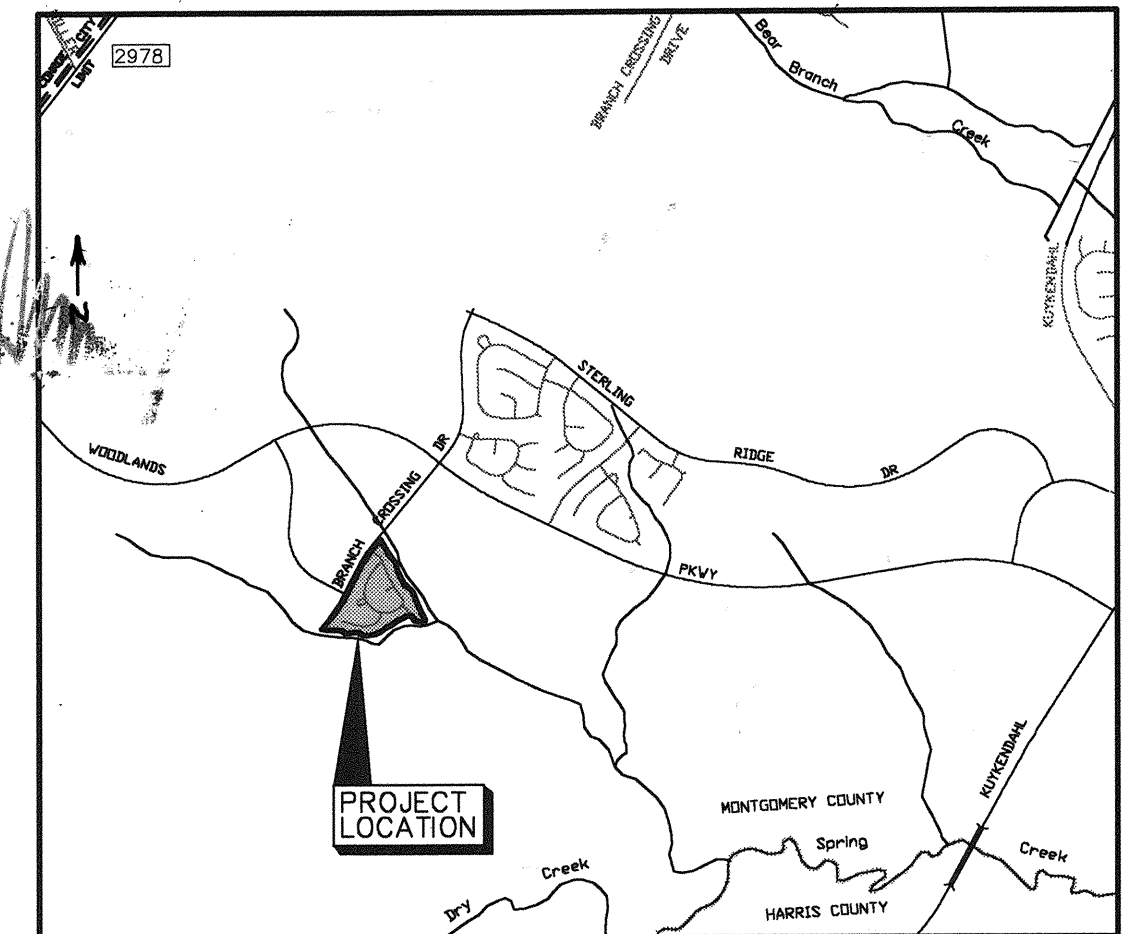 CONROE CITY
LIMIT
2978
BRANCH CROSSING
DRIVE
Bear Branch Creek
KUYKENDAHL
N
WOODLANDS PKWY
STERLING RIDGE DR
BRANCH CROSSING DR
PROJECT
LOCATION
KUYKENDAHL
MONTGOMERY COUNTY
Spring Creek
HARRIS COUNTY
Dry Creek